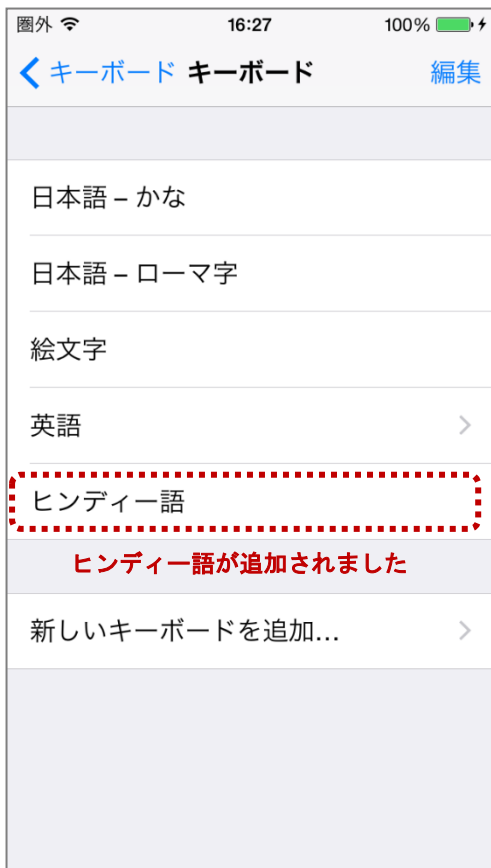 圏外 16:27 100%
キーボード キーボード 編集
日本語 – かな
日本語 – ローマ字
絵文字
英語
ヒンディー語
ヒンディー語が追加されました
新しいキーボードを追加...